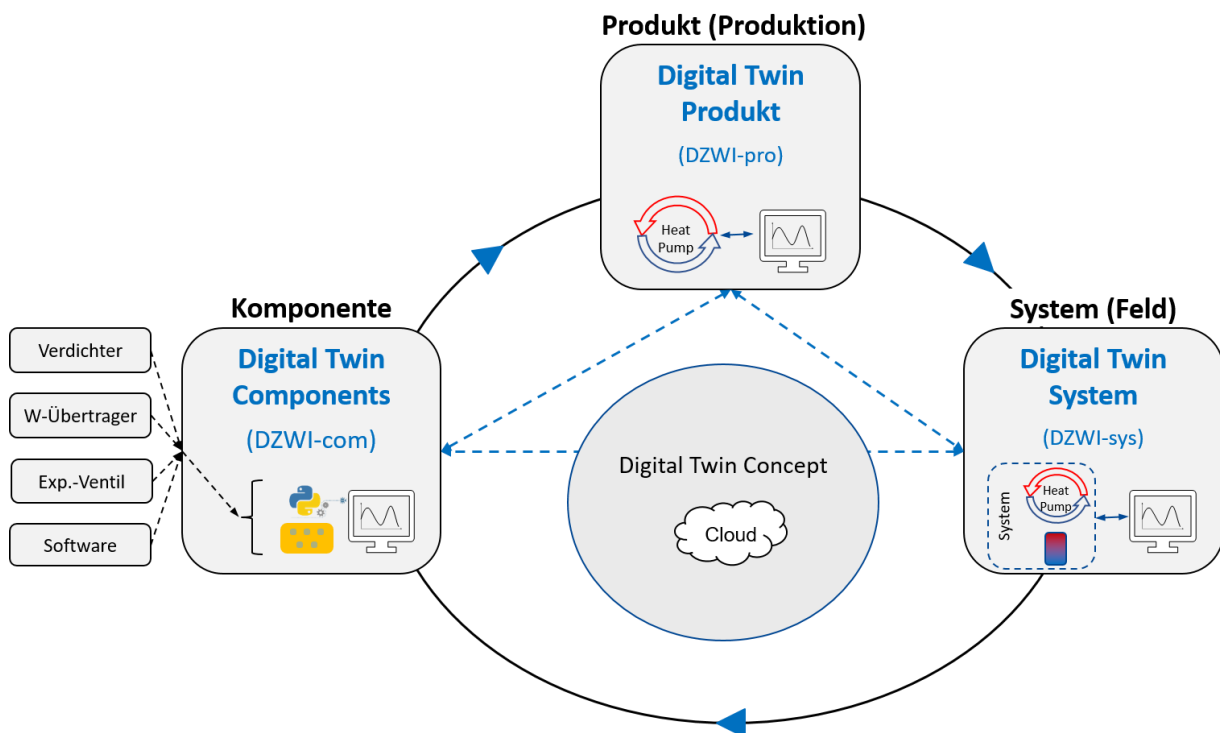 Produkt (Produktion)
Digital Twin
Produkt
(DZWI-pro)
Heat
Pump
Komponente
Digital Twin
Components
(DZWI-com)
Verdichter
W-Übertrager
Exp.-Ventil
Software
System (Feld)
Digital Twin
System
(DZWI-sys)
System
Heat
Pump
Digital Twin Concept
Cloud